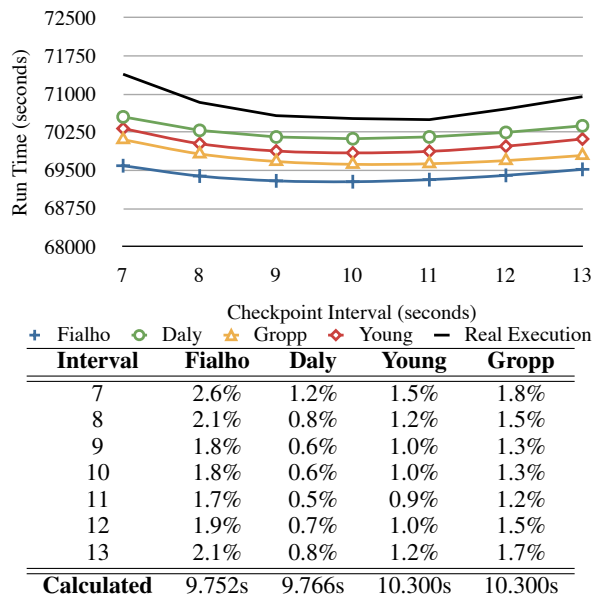 72500
71750
71000
70250
69500
68750
68000
Run Time (seconds)
7 8 9 10 11 12 13
Checkpoint Interval (seconds)
Fialho Daly Gropp Young Real Execution
Interval Fialho Daly Young Gropp
7 2.6% 1.2% 1.5% 1.8%
8 2.1% 0.8% 1.2% 1.5%
9 1.8% 0.6% 1.0% 1.3%
10 1.8% 0.6% 1.0% 1.3%
11 1.7% 0.5% 0.9% 1.2%
12 1.9% 0.7% 1.0% 1.5%
13 2.1% 0.8% 1.2% 1.7%
Calculated 9.752s 9.766s 10.300s 10.300s